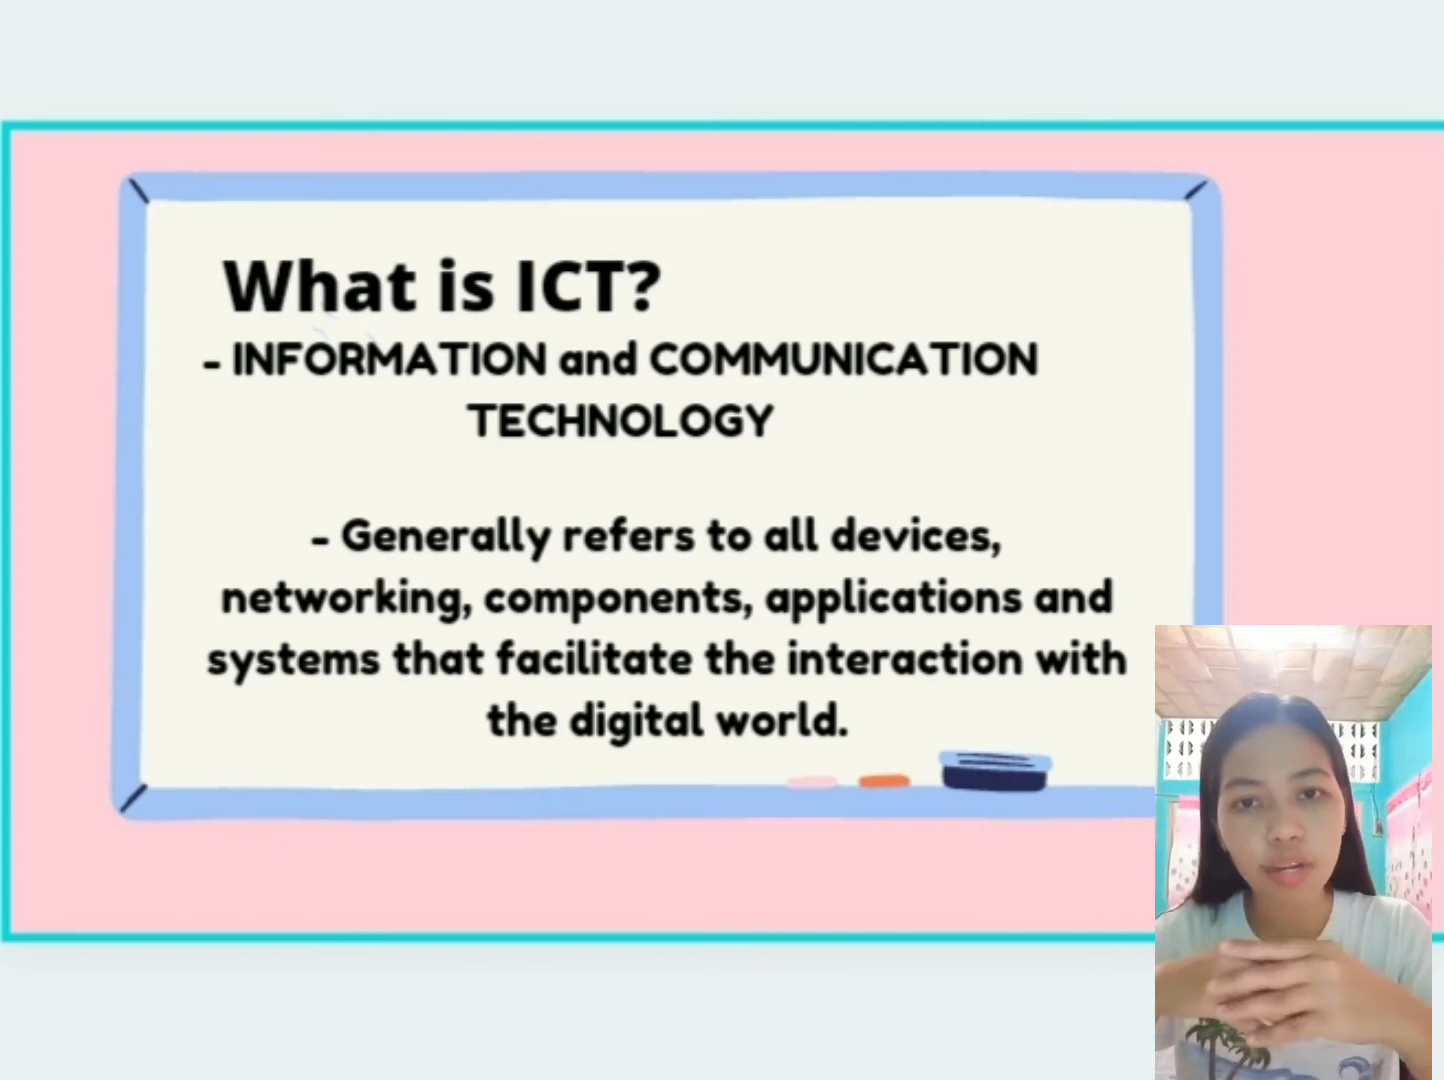 What is ICT?
- INFORMATION and COMMUNICATION
TECHNOLOGY
- Generally refers to all devices,
networking, components, applications and
systems that facilitate the interaction with
the digital world.